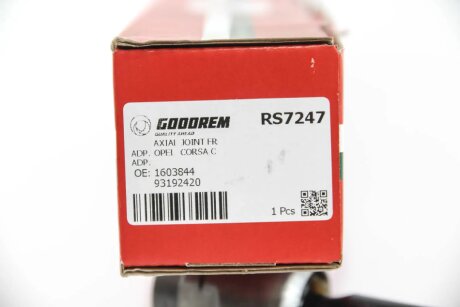 GOODREM
QUALITY AHEAD
RS7247
AXIAL JOINT FR
ADP. OPEL CORSA C
ADP.
OE: 1603844
93192420
1 Pcs